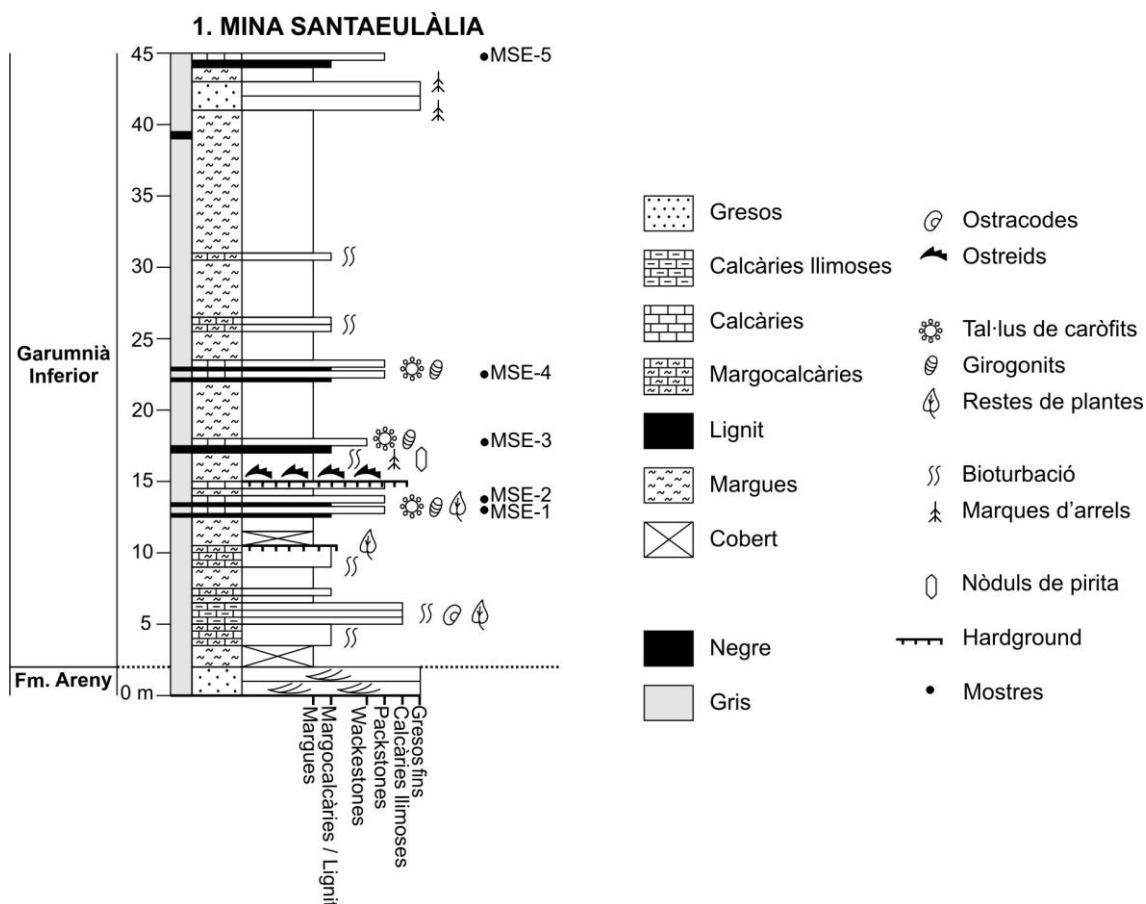 1. MINA SANTAEULÀLIA
45
MSE-5
40
35
30
25
MSE-4
20
MSE-3
15
MSE-2
MSE-1
10
5
0 m
Garumnià
Inferior
Fm. Areny
Margues
Margocalcàries / Lignit
Wackestones
Packstones
Calcàries llimoses
Gresos fins
Gresos
Calcàries llimoses
Calcàries
Margocalcàries
Lignit
Margues
Cobert
Negre
Gris
Ostracodes
Ostreids
Tal·lus de caròfits
Girogonits
Restes de plantes
Bioturbació
Marques d'arrels
Nòduls de pirita
Hardground
Mostres